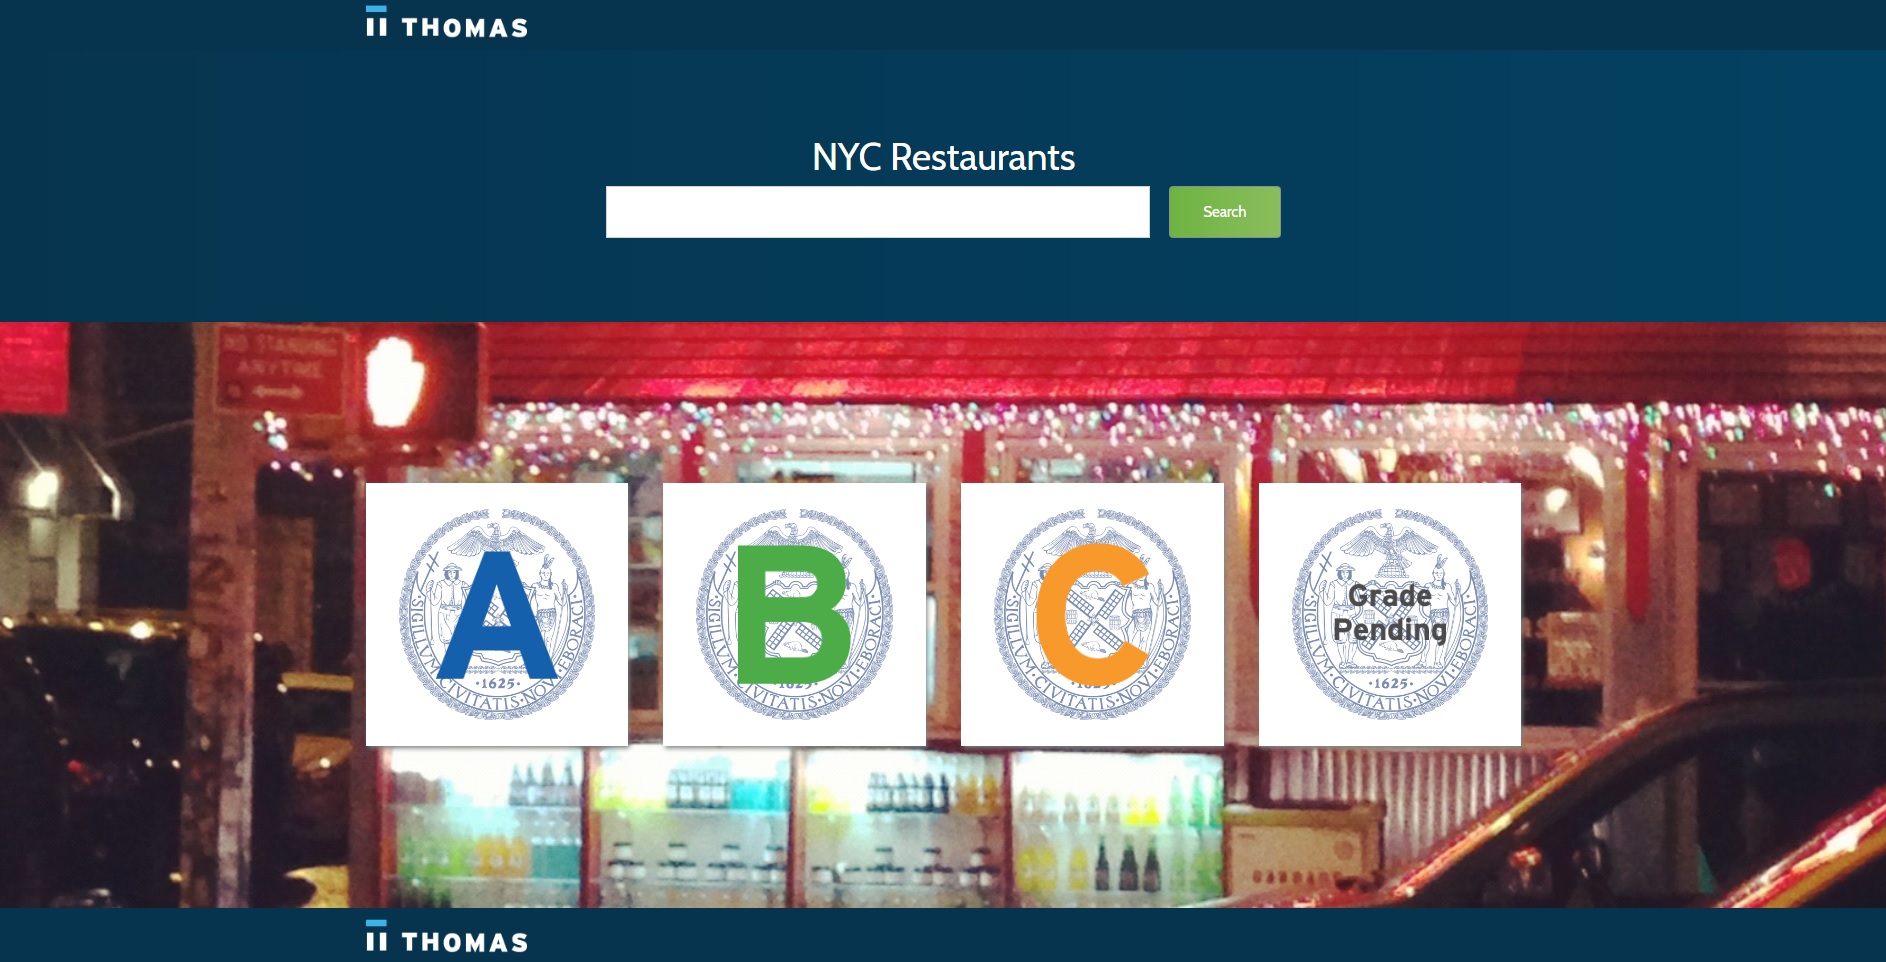 THOMAS
NYC Restaurants
Search
NO STANDING
ANYTIME
A
SIGILLVM·CIVITATIS·NOVI·EBORACI
·1625·
B
SIGILLVM·CIVITATIS·NOVI·EBORACI
·1625·
C
SIGILLVM·CIVITATIS·NOVI·EBORACI
·1625·
Grade
Pending
SIGILLVM·CIVITATIS·NOVI·EBORACI
·1625·
THOMAS